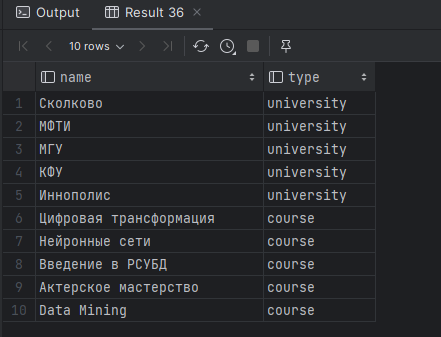 Output Result 36
10 rows
name type
1 Сколково university
2 МФТИ university
3 МГУ university
4 КФУ university
5 Иннополис university
6 Цифровая трансформация course
7 Нейронные сети course
8 Введение в РСУБД course
9 Актерское мастерство course
10 Data Mining course